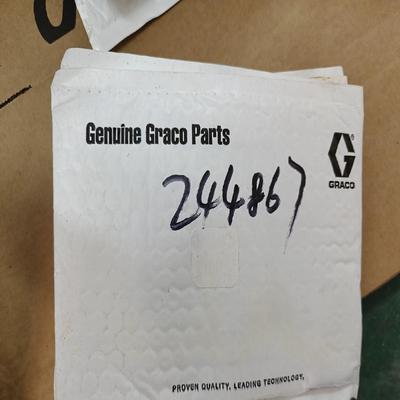 Genuine Graco Parts
GRACO
244867
PROVEN QUALITY. LEADING TECHNOLOGY.